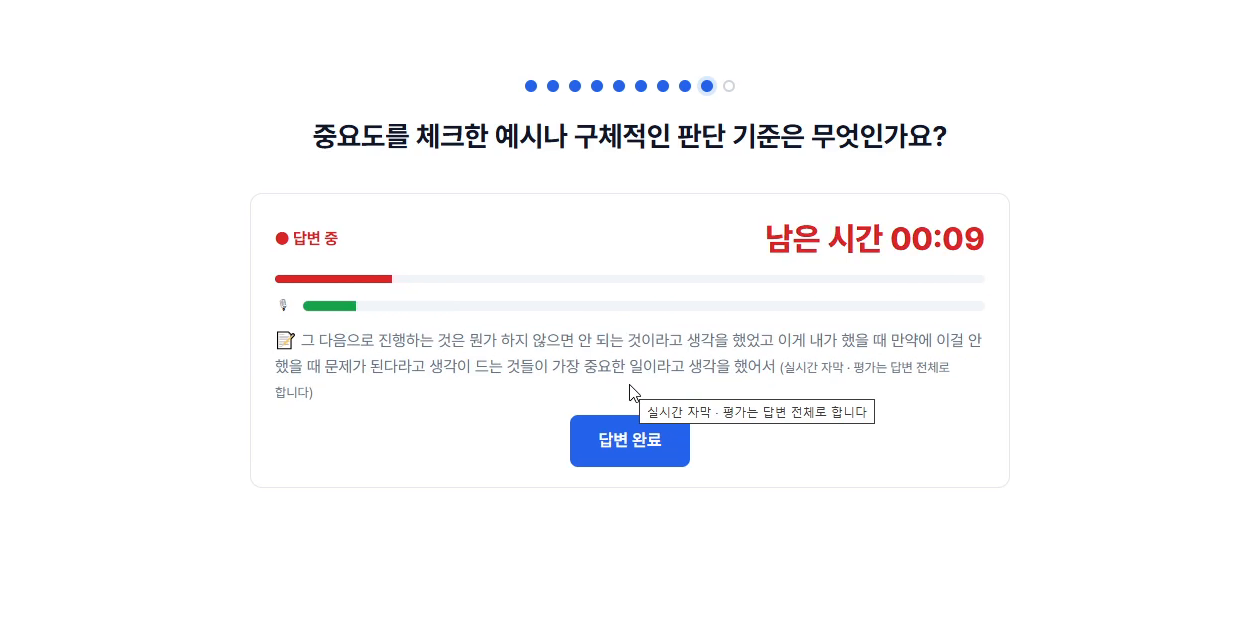 중요도를 체크한 예시나 구체적인 판단 기준은 무엇인가요?
답변 중
남은 시간 00:09
그 다음으로 진행하는 것은 뭔가 하지 않으면 안 되는 것이라고 생각을 했었고 이게 내가 했을 때 만약에 이걸 안
했을 때 문제가 된다라고 생각이 드는 것들이 가장 중요한 일이라고 생각을 했어서 (실시간 자막 · 평가는 답변 전체로
합니다)
실시간 자막 · 평가는 답변 전체로 합니다
답변 완료